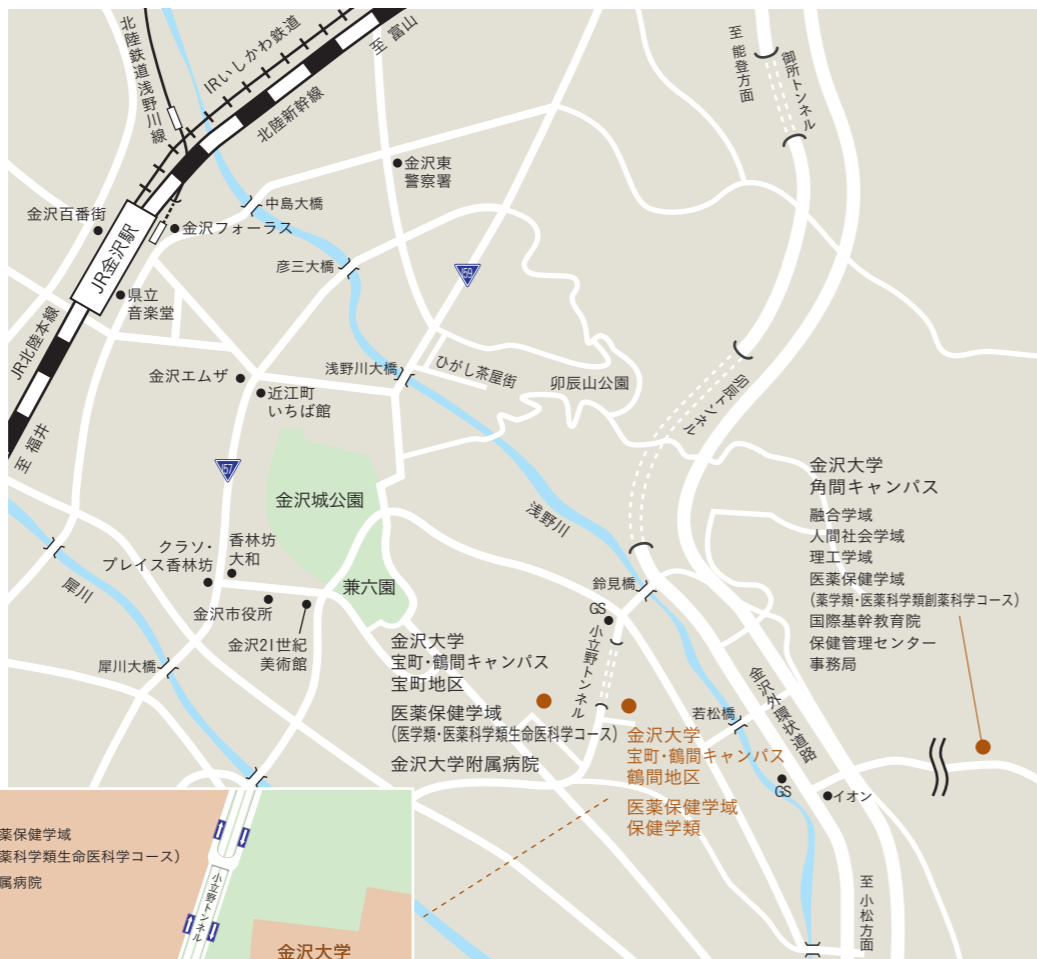 北陸鉄道浅野川線
IRいしかわ鉄道
北陸新幹線
至 富山
至 能登方面
御所トンネル
金沢東
警察署
金沢百番街
JR金沢駅
金沢フォーラス
中島大橋
彦三大橋
県立
音楽堂
159
JR北陸本線
至 福井
金沢エムザ
近江町
いちば館
浅野川大橋
ひがし茶屋街
卯辰山公園
卯辰トンネル
157
金沢城公園
兼六園
浅野川
犀川
クラソ・
プレイス香林坊
香林坊
大和
金沢市役所
金沢21世紀
美術館
犀川大橋
鈴見橋
GS
小立野トンネル
金沢大学
宝町・鶴間キャンパス
宝町地区
医薬保健学域
(医学類・医薬科学類生命医科学コース)
金沢大学附属病院
金沢大学
宝町・鶴間キャンパス
鶴間地区
医薬保健学域
保健学類
金沢大学
角間キャンパス
融合学域
人間社会学域
理工学域
医薬保健学域
(薬学類・医薬科学類創薬科学コース)
国際基幹教育院
保健管理センター
事務局
若松橋
金沢外環状道路
GS
イオン
至 小松方面
薬保健学域
薬科学類生命医科学コース)
属病院
小立野トンネル
金沢大学